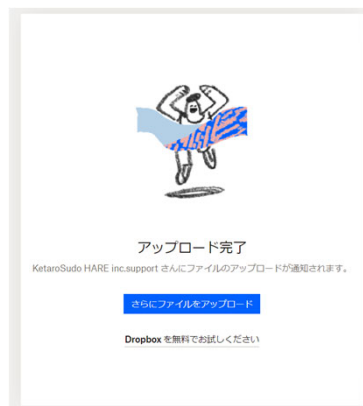 アップロード完了
KetaroSudo HARE inc.support さんにファイルのアップロードが通知されます。
さらにファイルをアップロード
Dropbox を無料でお試しください